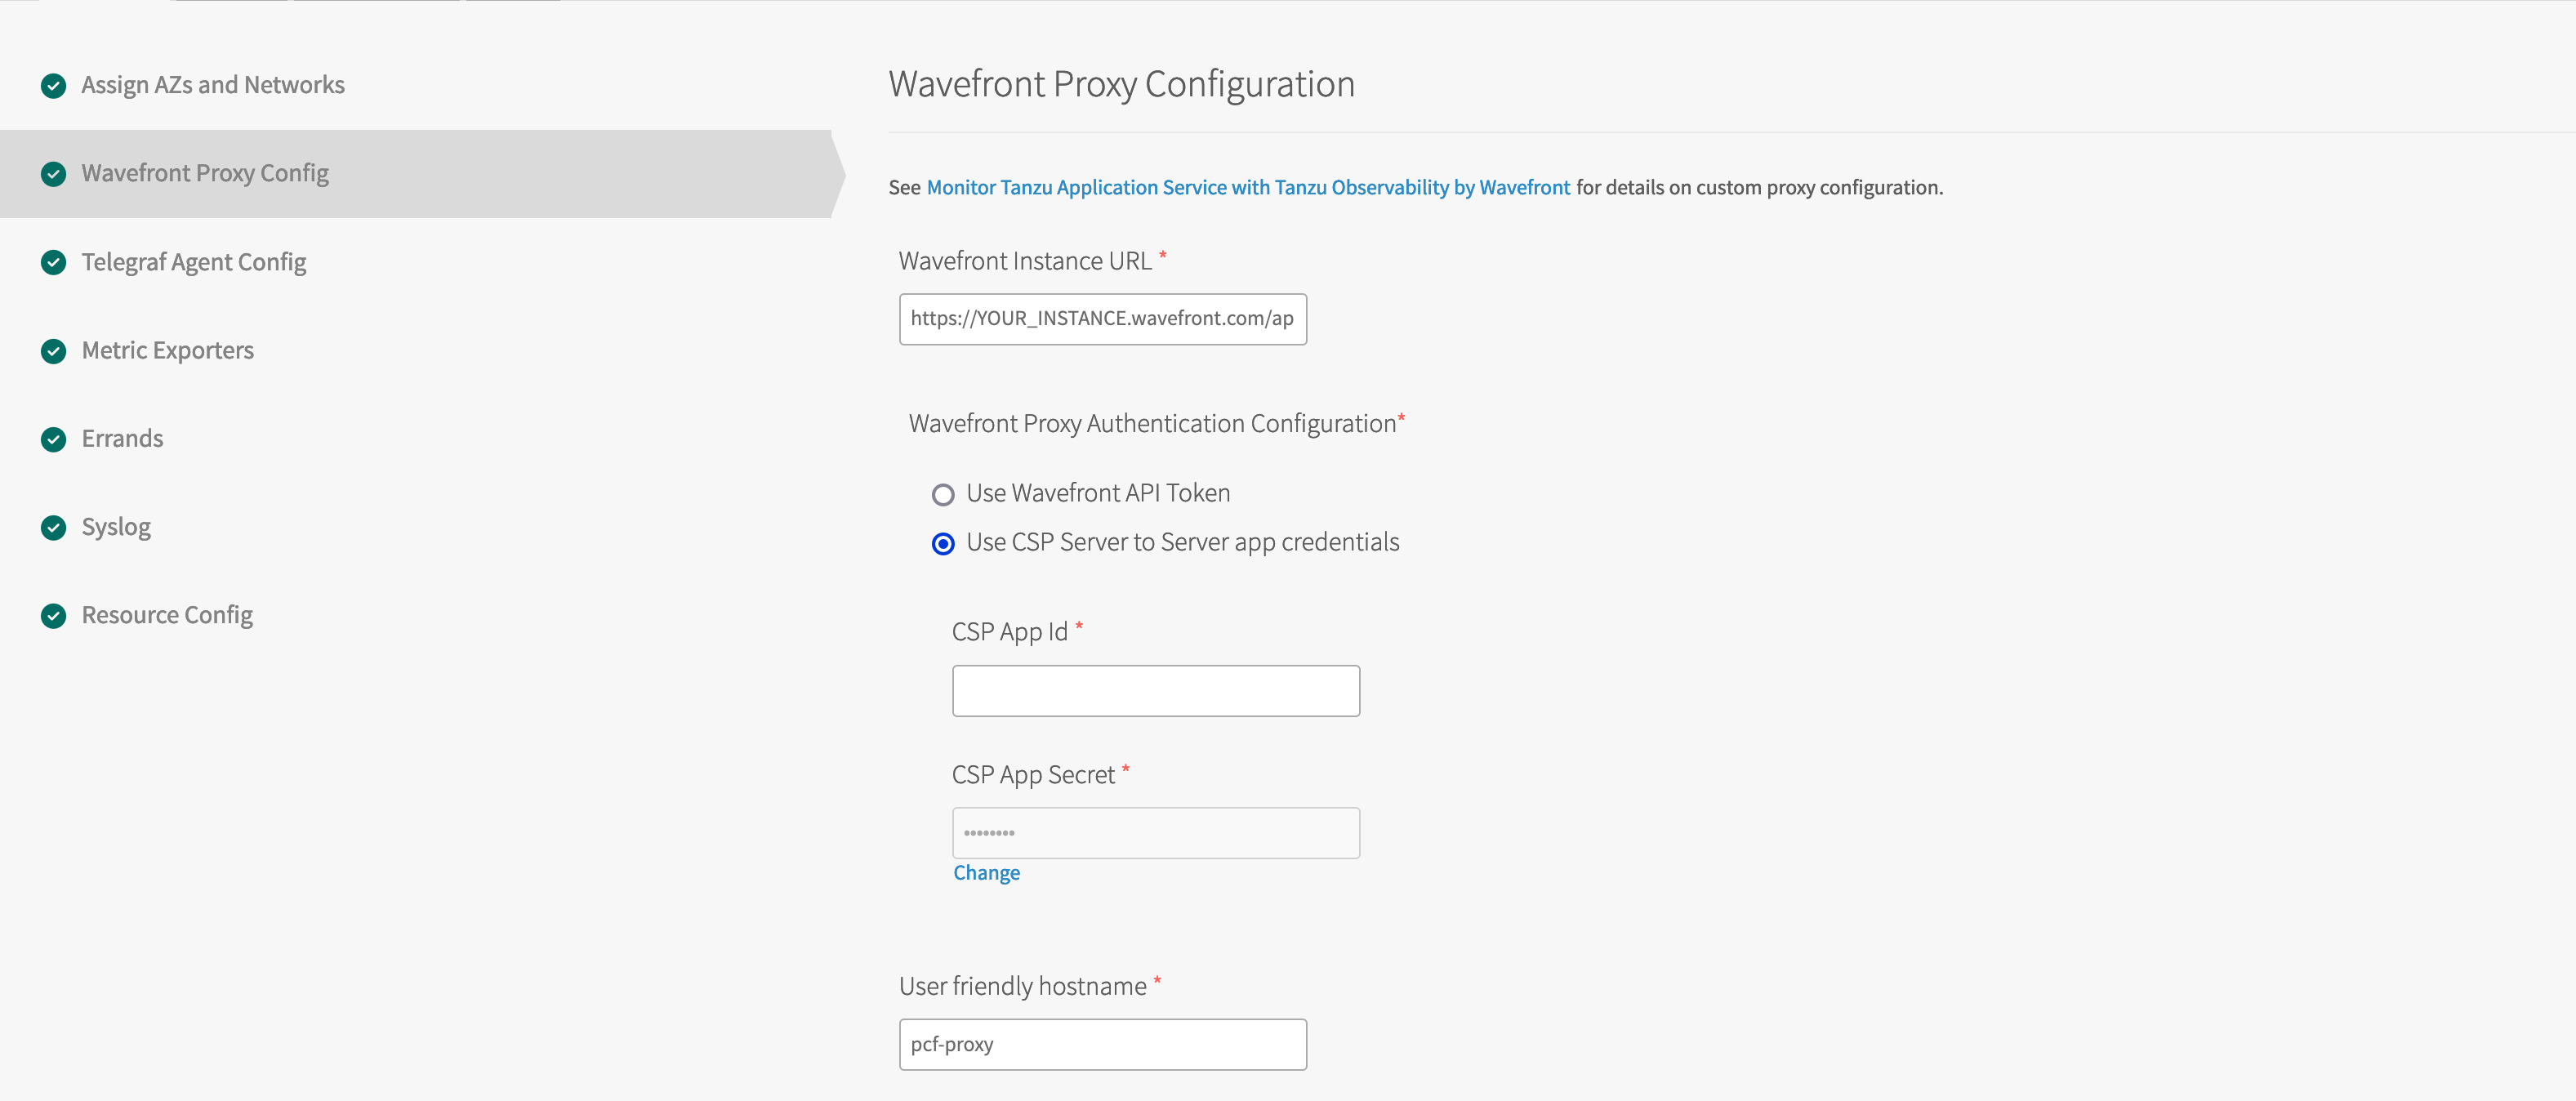 Assign AZs and Networks
Wavefront Proxy Config
Telegraf Agent Config
Metric Exporters
Errands
Syslog
Resource Config
Wavefront Proxy Configuration
See Monitor Tanzu Application Service with Tanzu Observability by Wavefront for details on custom proxy configuration.
Wavefront Instance URL *
https://YOUR_INSTANCE.wavefront.com/ap
Wavefront Proxy Authentication Configuration*
Use Wavefront API Token
Use CSP Server to Server app credentials
CSP App Id *
CSP App Secret *
••••••••
Change
User friendly hostname *
pcf-proxy